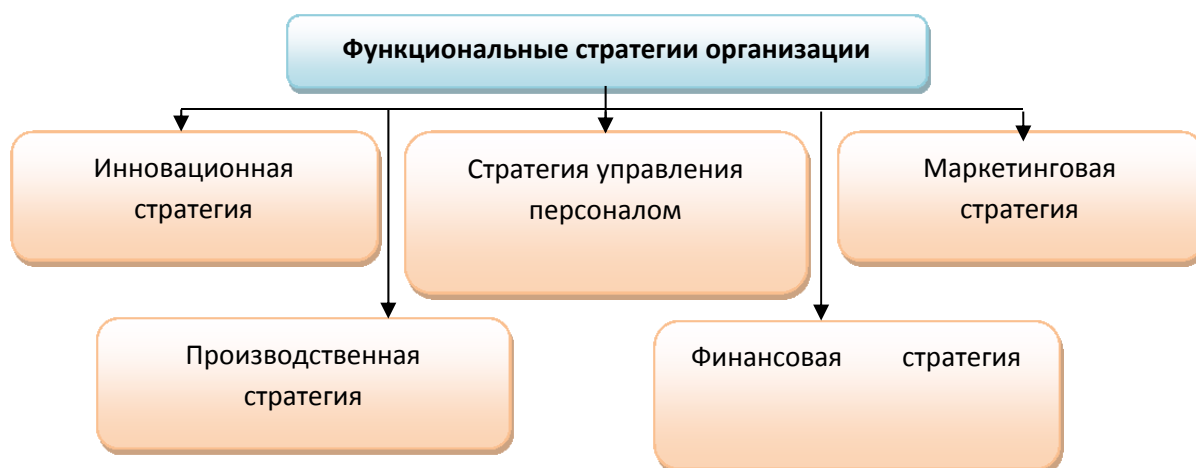 Функциональные стратегии организации
Инновационная
стратегия
Стратегия управления
персоналом
Маркетинговая
стратегия
Производственная
стратегия
Финансовая стратегия